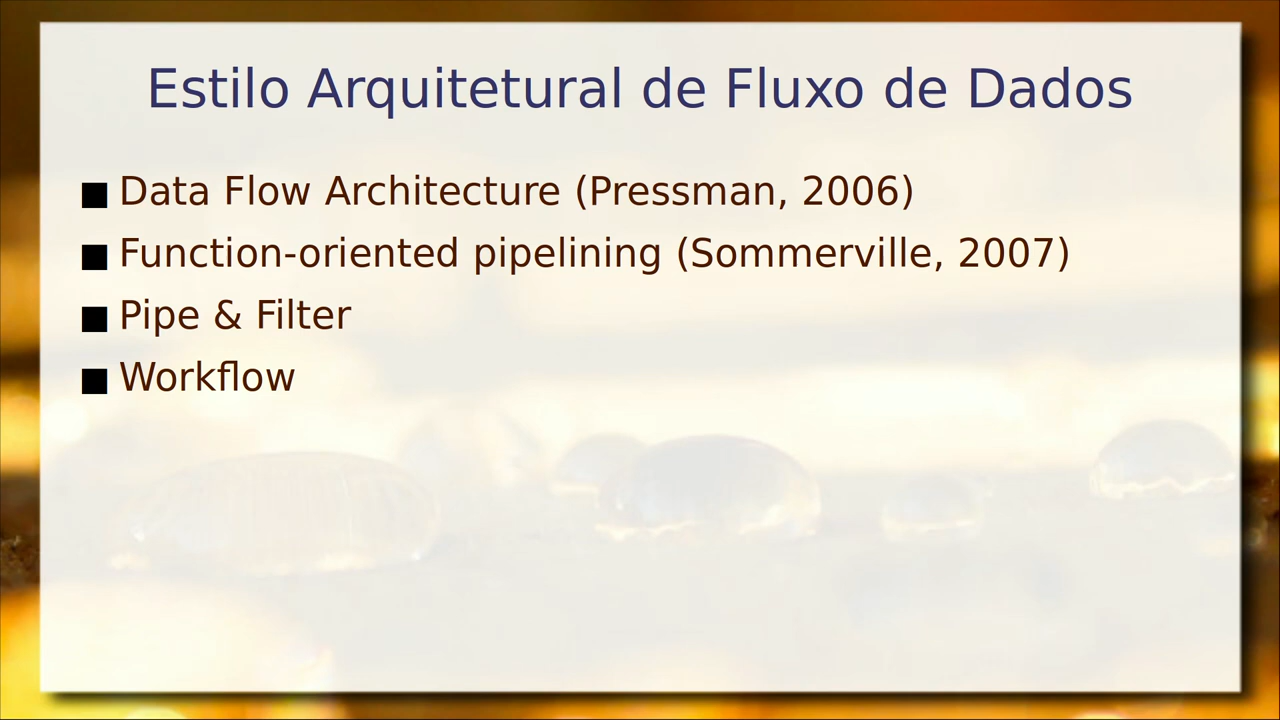 Estilo Arquitetural de Fluxo de Dados
■ Data Flow Architecture (Pressman, 2006)
■ Function-oriented pipelining (Sommerville, 2007)
■ Pipe & Filter
■ Workflow